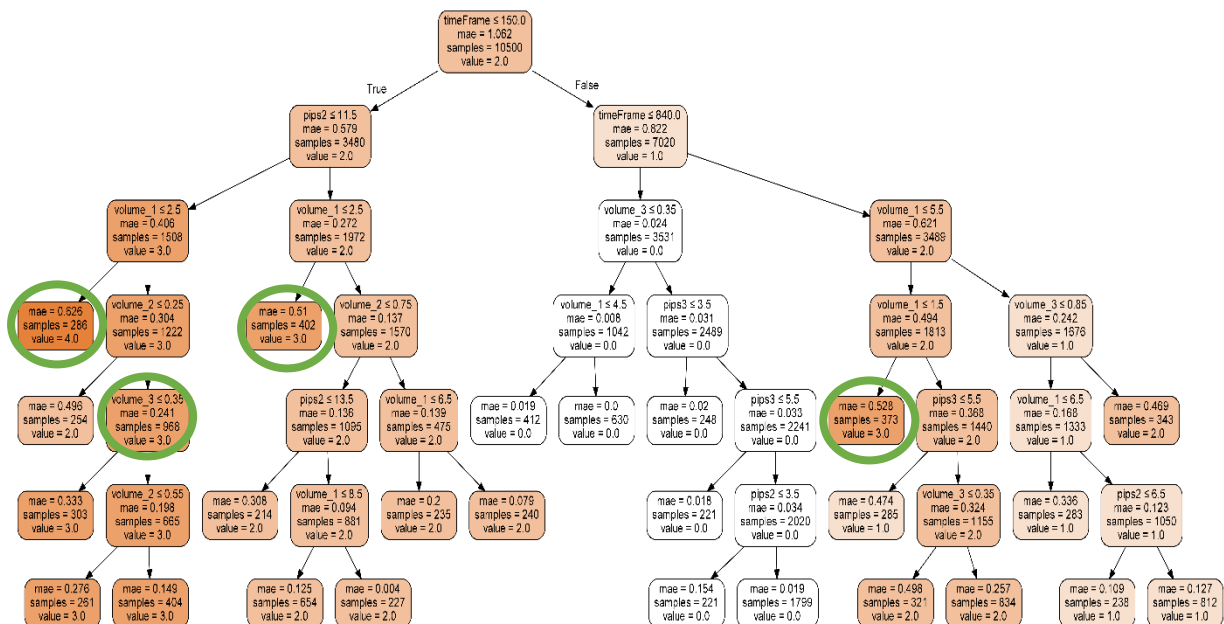 timeFrame ≤ 150.0
mae = 1.062
samples = 10500
value = 2.0
True
False
pips2 ≤ 11.5
mae = 0.579
samples = 3480
value = 2.0
timeFrame ≤ 840.0
mae = 0.822
samples = 7020
value = 1.0
volume_1 ≤ 2.5
mae = 0.406
samples = 1508
value = 3.0
volume_1 ≤ 2.5
mae = 0.272
samples = 1972
value = 2.0
volume_3 ≤ 0.35
mae = 0.024
samples = 3531
value = 0.0
volume_1 ≤ 5.5
mae = 0.621
samples = 3489
value = 2.0
mae = 0.626
samples = 286
value = 4.0
volume_2 ≤ 0.25
mae = 0.304
samples = 1222
value = 3.0
mae = 0.51
samples = 402
value = 3.0
volume_2 ≤ 0.75
mae = 0.137
samples = 1570
value = 2.0
volume_1 ≤ 4.5
mae = 0.008
samples = 1042
value = 0.0
pips3 ≤ 3.5
mae = 0.031
samples = 2489
value = 0.0
volume_1 ≤ 1.5
mae = 0.494
samples = 1813
value = 2.0
volume_3 ≤ 0.85
mae = 0.242
samples = 1676
value = 1.0
mae = 0.496
samples = 254
value = 2.0
volume_3 ≤ 0.35
mae = 0.241
samples = 968
value = 3.0
pips2 ≤ 13.5
mae = 0.136
samples = 1095
value = 2.0
volume_1 ≤ 6.5
mae = 0.139
samples = 475
value = 2.0
mae = 0.019
samples = 412
value = 0.0
mae = 0.0
samples = 630
value = 0.0
mae = 0.02
samples = 248
value = 0.0
pips3 ≤ 5.5
mae = 0.033
samples = 2241
value = 0.0
mae = 0.528
samples = 373
value = 3.0
pips3 ≤ 5.5
mae = 0.368
samples = 1440
value = 2.0
volume_1 ≤ 6.5
mae = 0.168
samples = 1333
value = 1.0
mae = 0.469
samples = 343
value = 2.0
mae = 0.333
samples = 303
value = 3.0
volume_2 ≤ 0.55
mae = 0.198
samples = 665
value = 3.0
mae = 0.308
samples = 214
value = 2.0
volume_1 ≤ 8.5
mae = 0.094
samples = 881
value = 2.0
mae = 0.2
samples = 235
value = 2.0
mae = 0.079
samples = 240
value = 2.0
mae = 0.018
samples = 221
value = 0.0
pips2 ≤ 3.5
mae = 0.034
samples = 2020
value = 0.0
mae = 0.474
samples = 285
value = 1.0
volume_3 ≤ 0.35
mae = 0.324
samples = 1155
value = 2.0
mae = 0.336
samples = 283
value = 1.0
pips2 ≤ 6.5
mae = 0.123
samples = 1050
value = 1.0
mae = 0.276
samples = 261
value = 3.0
mae = 0.149
samples = 404
value = 3.0
mae = 0.125
samples = 654
value = 2.0
mae = 0.004
samples = 227
value = 2.0
mae = 0.154
samples = 221
value = 0.0
mae = 0.019
samples = 1799
value = 0.0
mae = 0.498
samples = 321
value = 2.0
mae = 0.257
samples = 834
value = 2.0
mae = 0.109
samples = 238
value = 1.0
mae = 0.127
samples = 812
value = 1.0